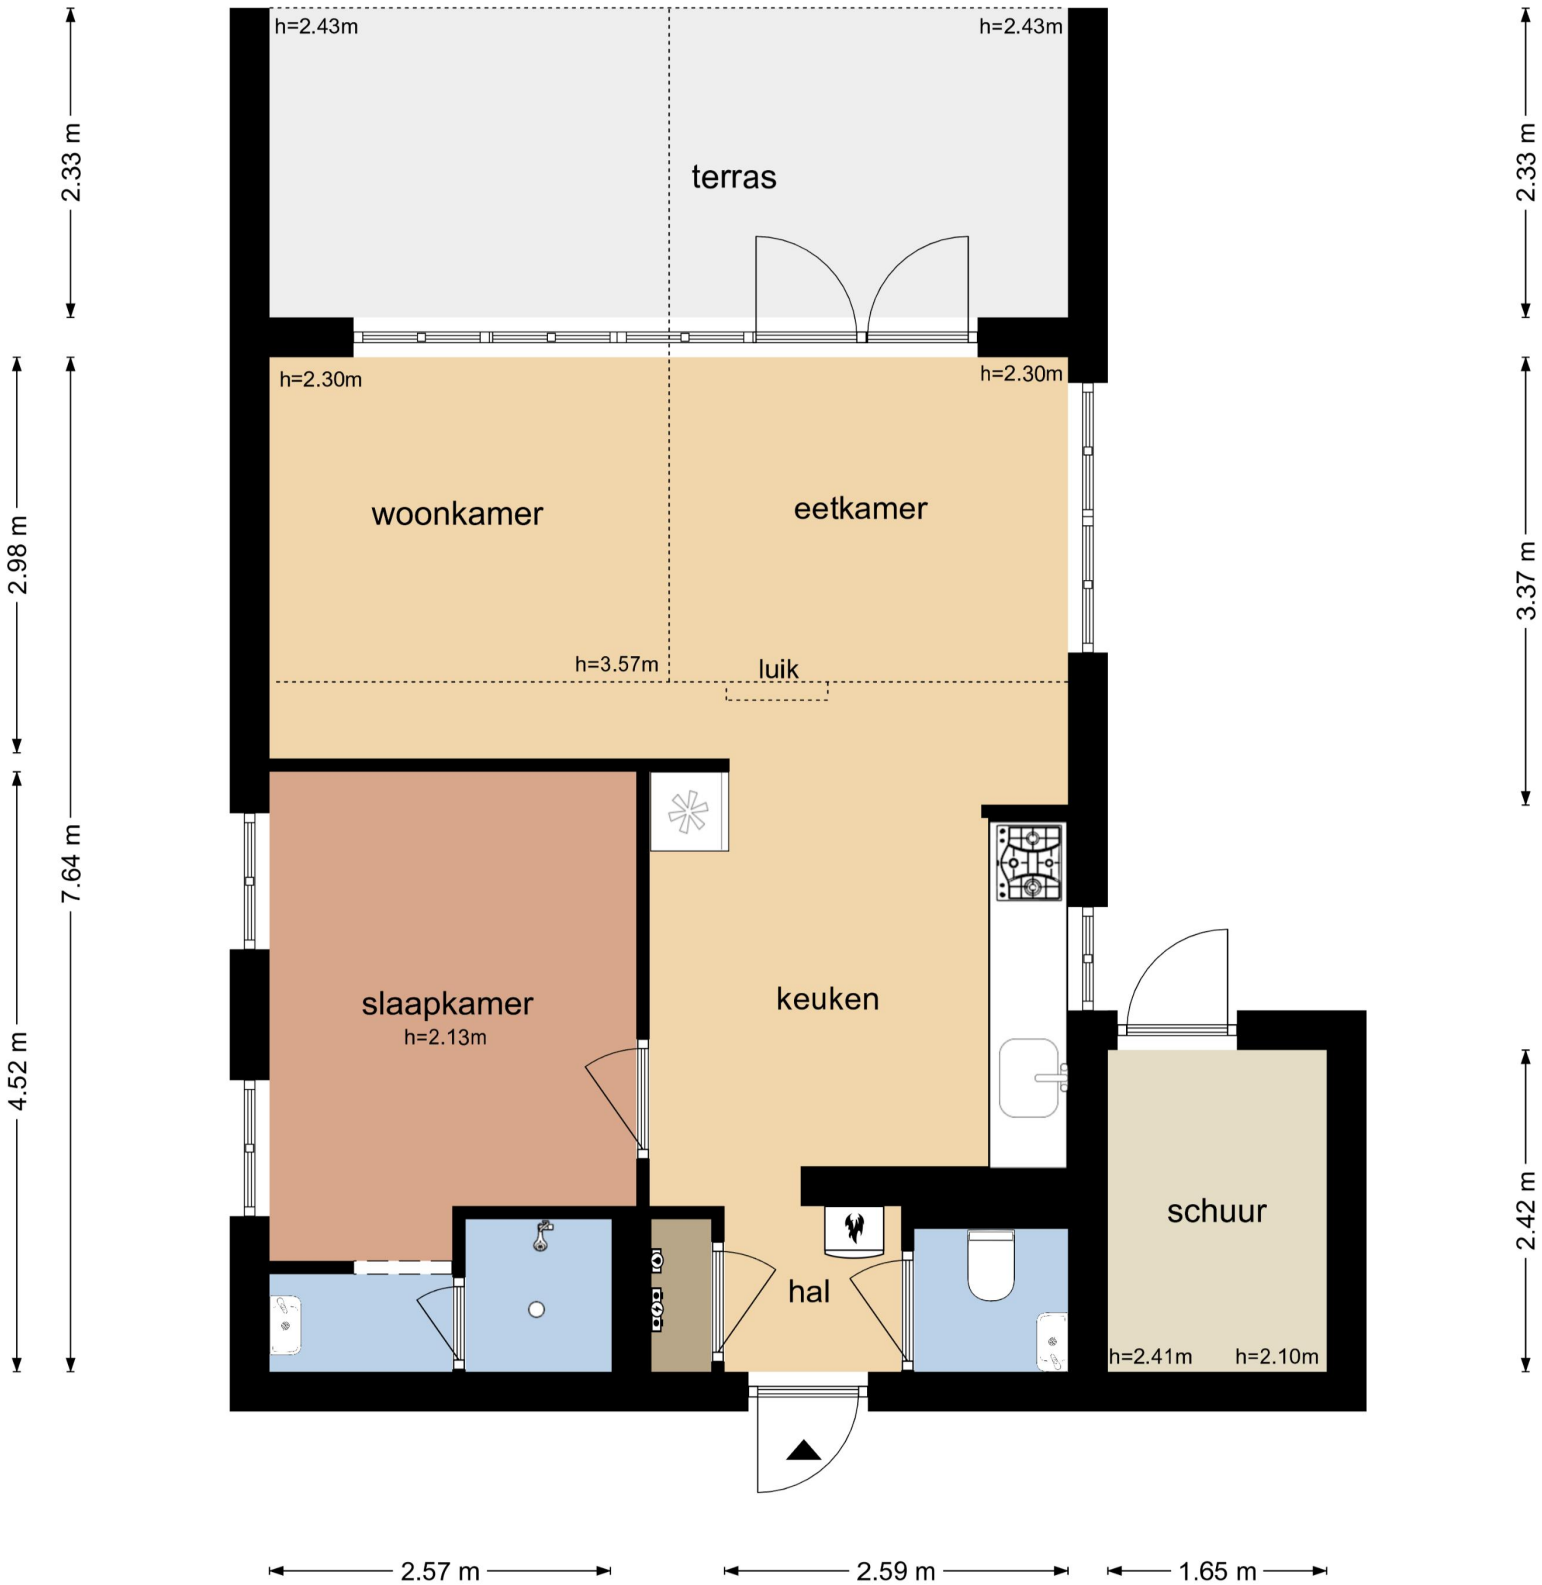 h=2.43m
h=2.43m
2.33 m
2.33 m
terras
h=2.30m
h=2.30m
woonkamer
eetkamer
2.98 m
3.37 m
h=3.57m
luik
7.64 m
slaapkamer
h=2.13m
keuken
4.52 m
schuur
2.42 m
hal
h=2.41m
h=2.10m
2.57 m
2.59 m
1.65 m